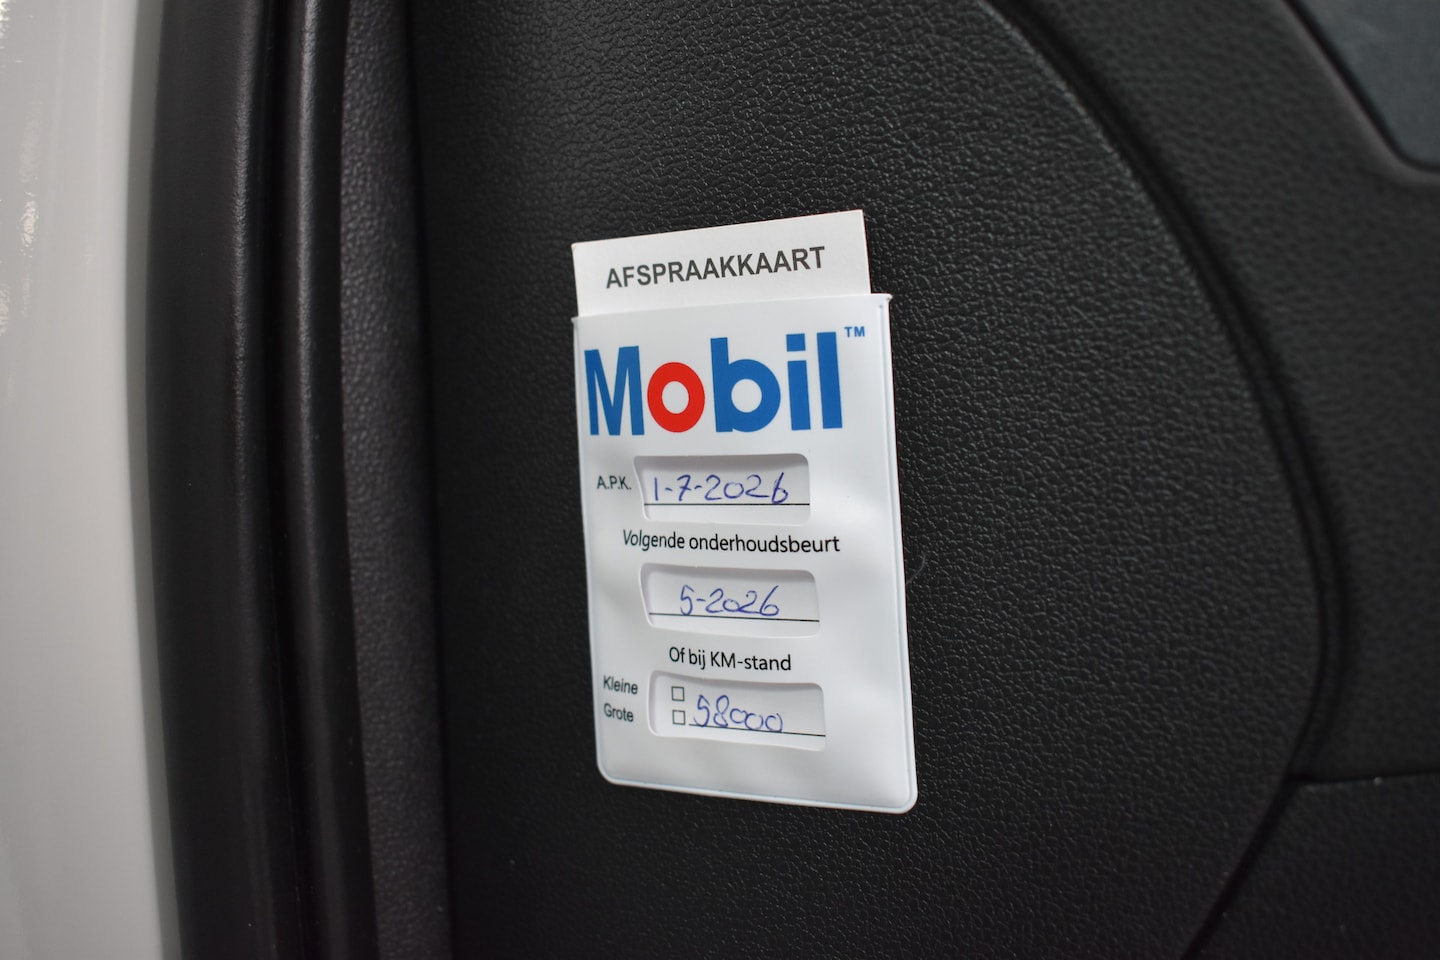 AFSPRAAKKAART
Mobil™
A.P.K. 1-7-2026
Volgende onderhoudsbeurt
5-2026
Of bij KM-stand
Kleine ☐
Grote ☐ 58000